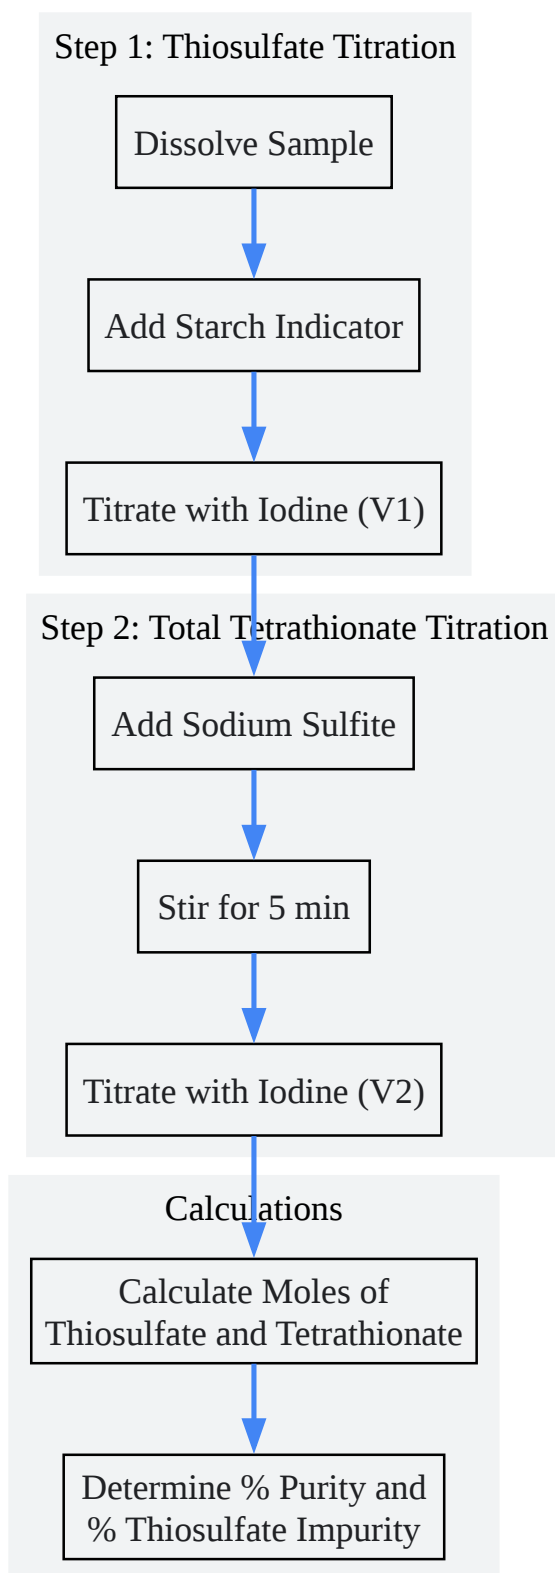 Step 1: Thiosulfate Titration
Dissolve Sample
Add Starch Indicator
Titrate with Iodine (V1)
Step 2: Total Tetrathionate Titration
Add Sodium Sulfite
Stir for 5 min
Titrate with Iodine (V2)
Calculations
Calculate Moles of
Thiosulfate and Tetrathionate
Determine % Purity and
% Thiosulfate Impurity